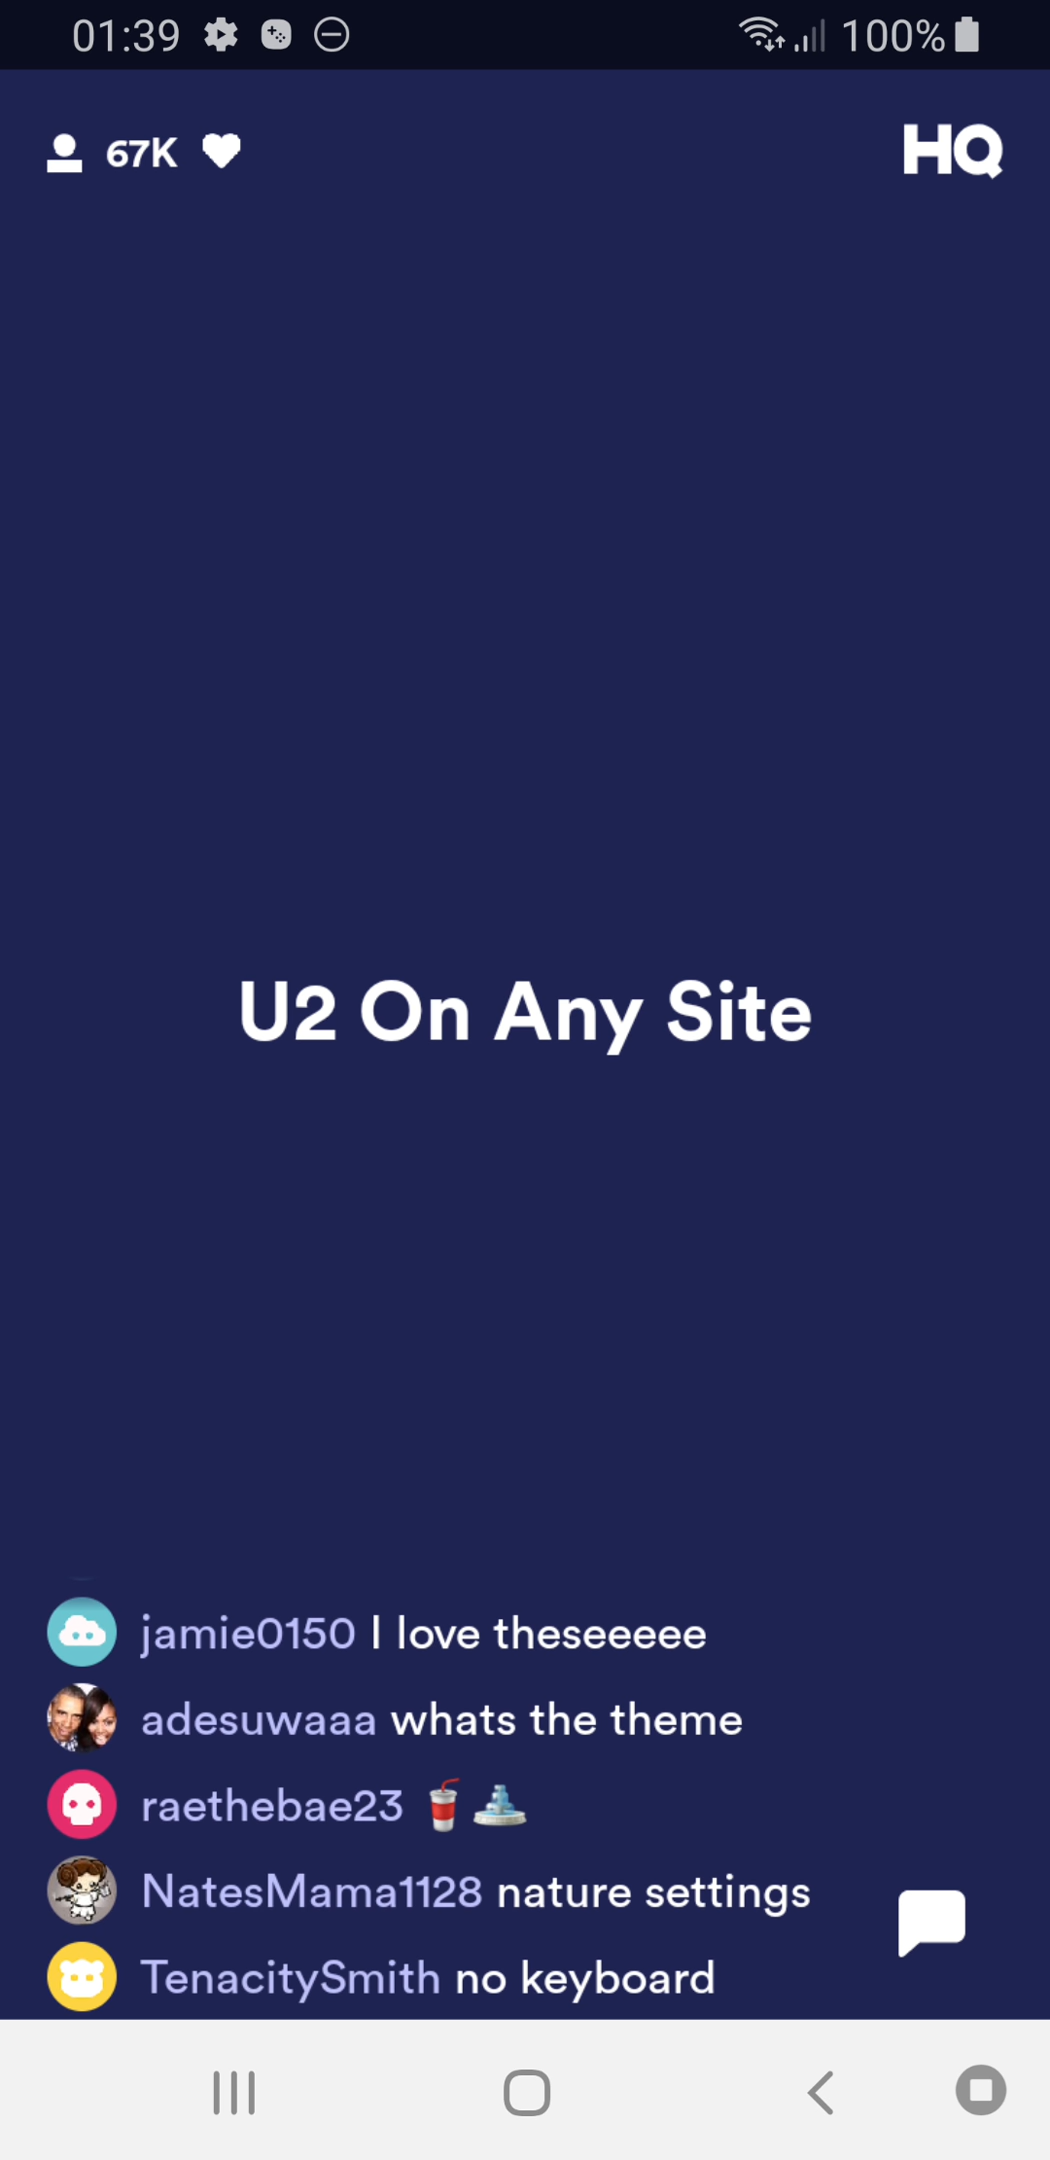 01:39 100%
67K HQ
U2 On Any Site
jamie0150 I love theseeeee
adesuwaaa whats the theme
raethebae23 🥤⛲
NatesMama1128 nature settings
TenacitySmith no keyboard